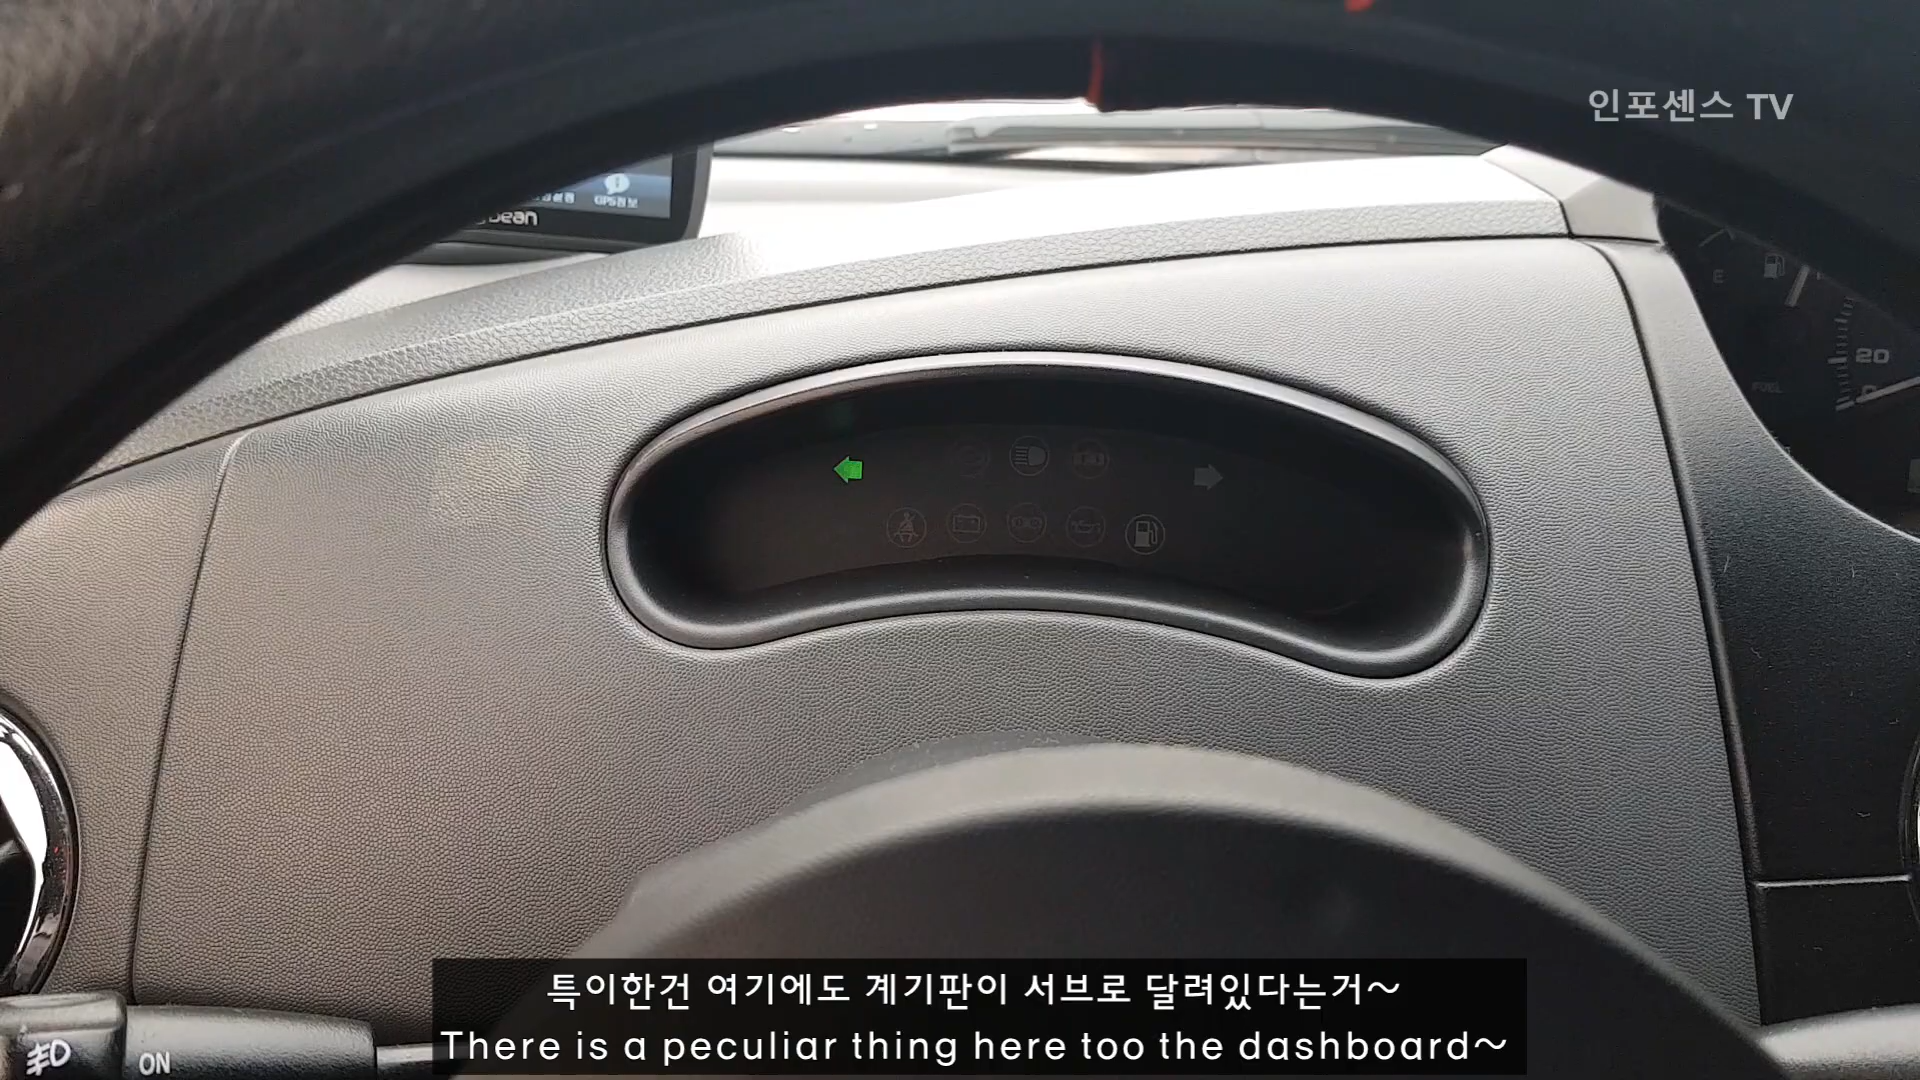 인포센스 TV
GPS정보
E
20
FUEL
특이한건 여기에도 계기판이 서브로 달려있다는거~
There is a peculiar thing here too the dashboard~
ON